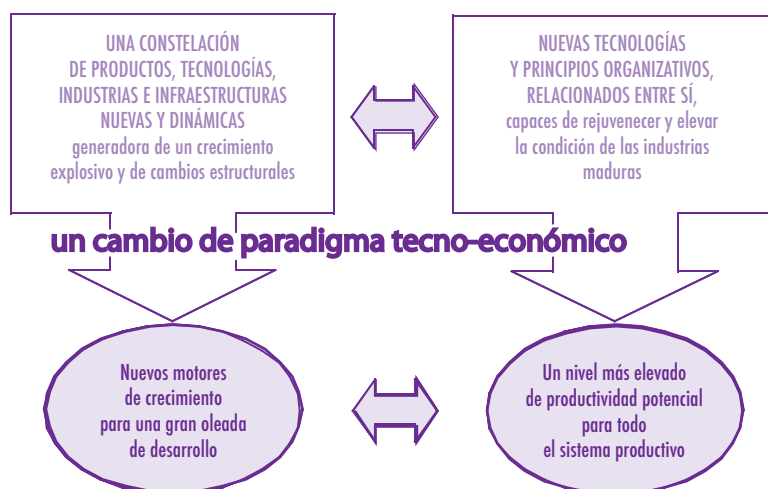 UNA CONSTELACIÓN
DE PRODUCTOS, TECNOLOGÍAS,
INDUSTRIAS E INFRAESTRUCTURAS
NUEVAS Y DINÁMICAS
generadora de un crecimiento
explosivo y de cambios estructurales
NUEVAS TECNOLOGÍAS
Y PRINCIPIOS ORGANIZATIVOS,
RELACIONADOS ENTRE SÍ,
capaces de rejuvenecer y elevar
la condición de las industrias
maduras
un cambio de paradigma tecno-económico
Nuevos motores
de crecimiento
para una gran oleada
de desarrollo
Un nivel más elevado
de productividad potencial
para todo
el sistema productivo